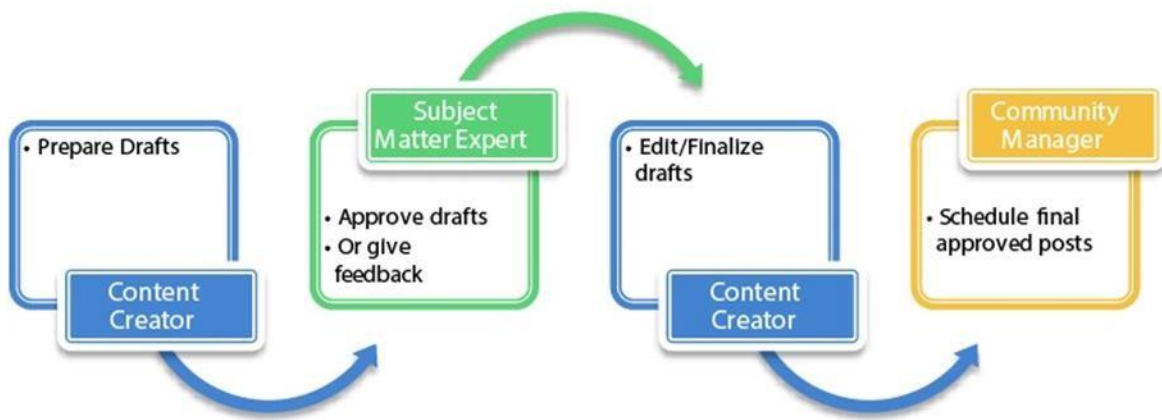 • Prepare Drafts
Content
Creator
Subject
Matter Expert
• Approve drafts
• Or give
feedback
• Edit/Finalize
drafts
Content
Creator
Community
Manager
• Schedule final
approved posts